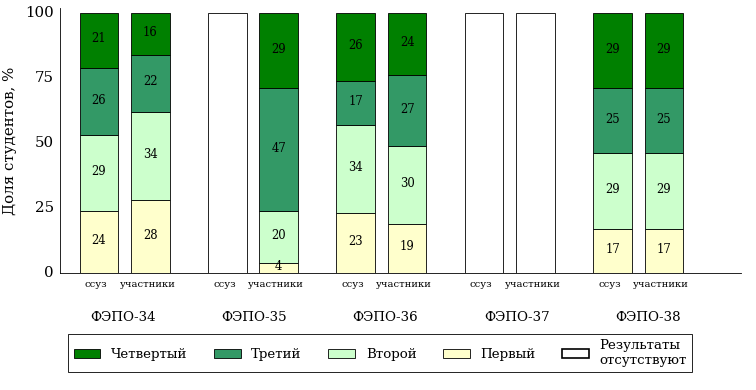 Доля студентов, %
100
75
50
25
0
21 16 29 26 24 29 29
26 22 47 17 27 25 25
29 34 20 34 30 29 29
24 28 4 23 19 17 17
ссуз участники ссуз участники ссуз участники ссуз участники ссуз участники
ФЭПО-34 ФЭПО-35 ФЭПО-36 ФЭПО-37 ФЭПО-38
Четвертый Третий Второй Первый Результаты
отсутствуют